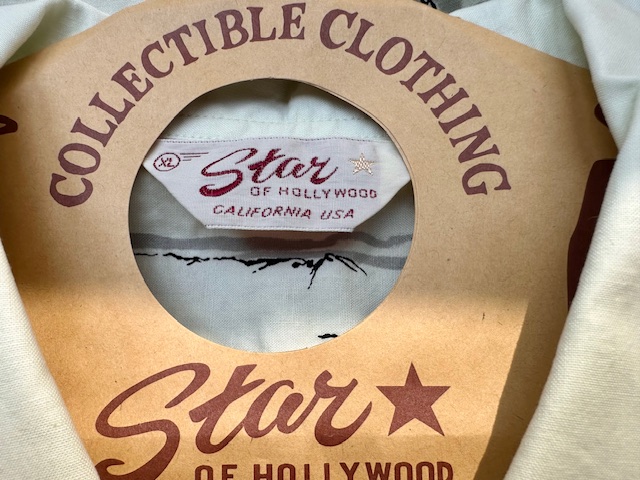 COLLECTIBLE CLOTHING
XL
Star
OF HOLLYWOOD
CALIFORNIA USA
Star
OF HOLLYWOOD